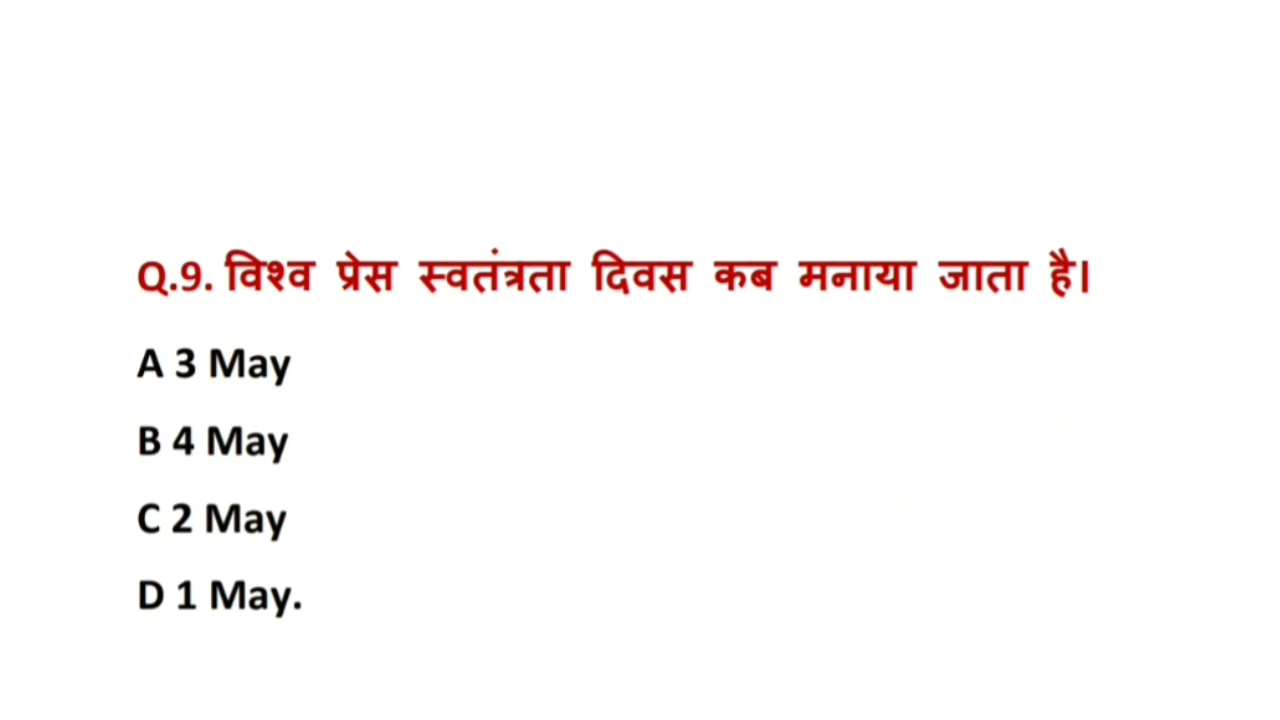 Q.9. विश्व प्रेस स्वतंत्रता दिवस कब मनाया जाता है।
A 3 May
B 4 May
C 2 May
D 1 May.